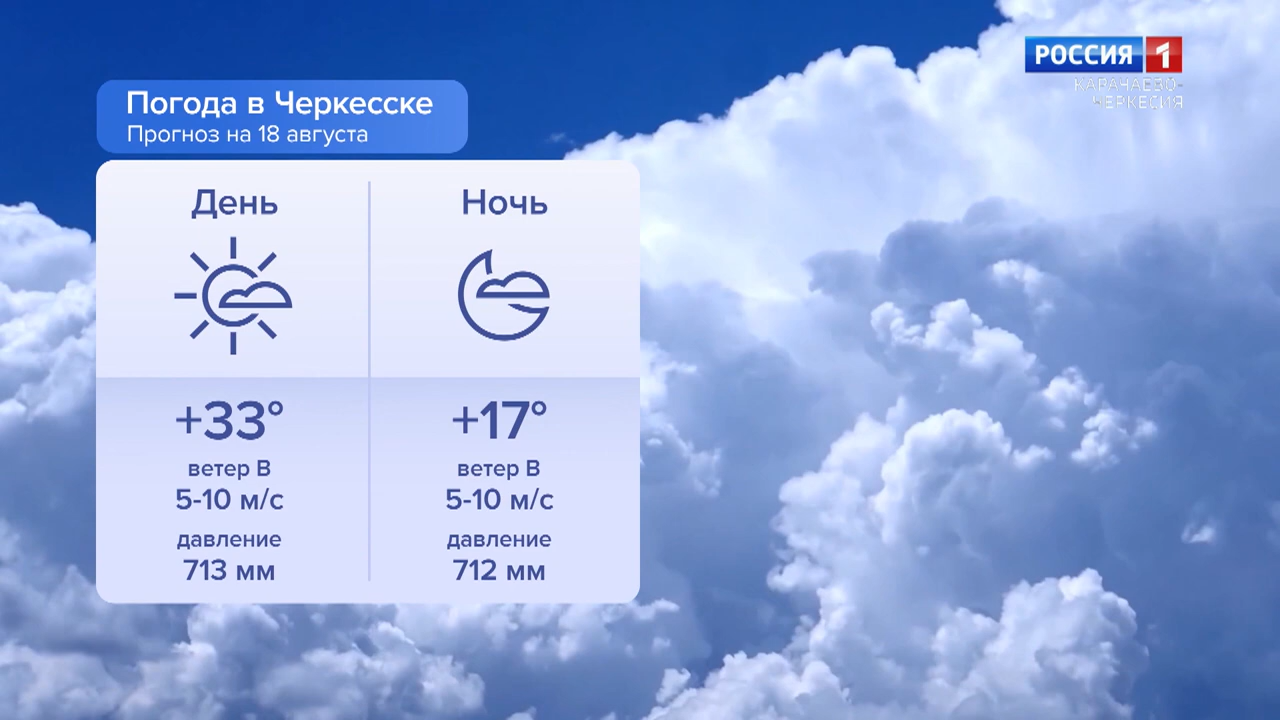 РОССИЯ 1
КАРАЧАЕВО-
ЧЕРКЕСИЯ
Погода в Черкесске
Прогноз на 18 августа
День
Ночь
+33°
+17°
ветер В
ветер В
5-10 м/с
5-10 м/с
давление
давление
713 мм
712 мм